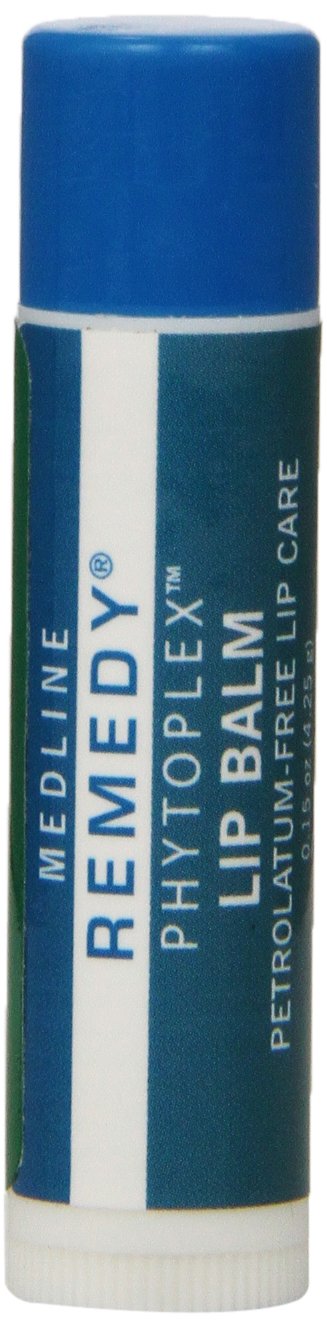 MEDLINE
REMEDY®
PHYTOPLEX™
LIP BALM
PETROLATUM-FREE LIP CARE
0.15 oz (4.25 g)